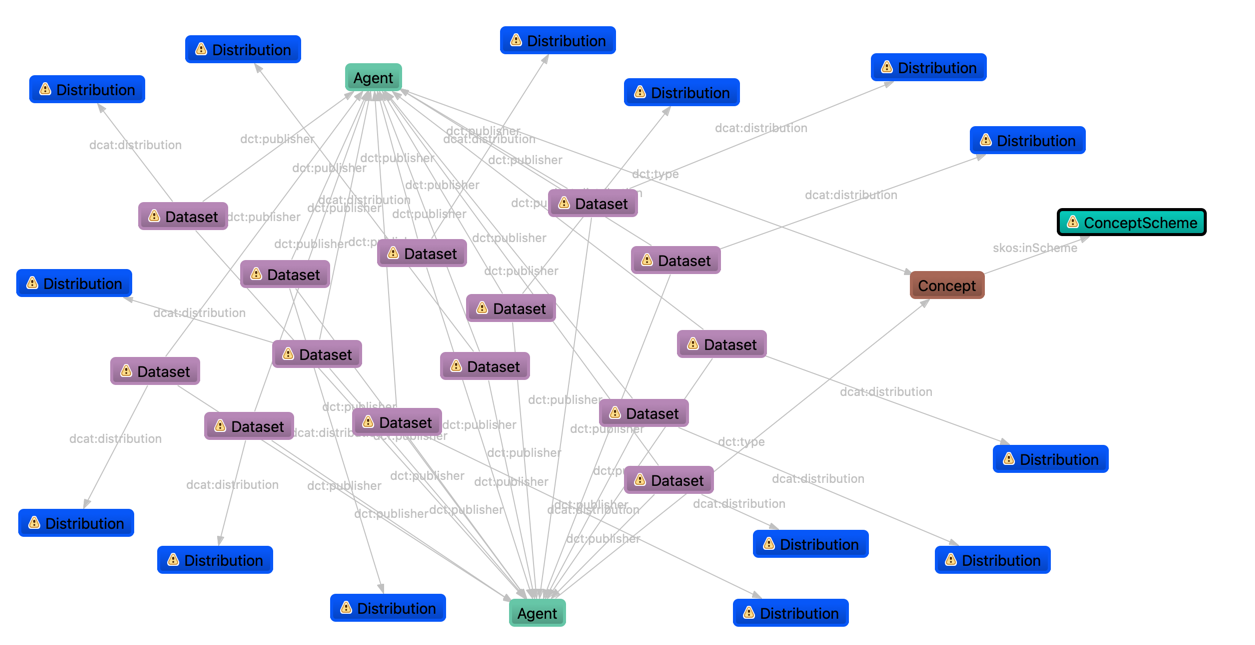 Distribution
Distribution
Agent
Distribution
Distribution
Distribution
dct:publisher
dcat:distribution
dct:publisher
dcat:distribution
Distribution
dcat:distribution
dct:publisher
dct:publisher
dct:publisher
dct:type
dct:publisher
dcat:distribution
dcat:distribution
Dataset
dct:publisher
dct:publisher
dct:publisher
Dataset
ConceptScheme
skos:inScheme
dct:publisher
dct:publisher
Dataset
Dataset
Dataset
dct:publisher
Distribution
Concept
dcat:distribution
Dataset
Dataset
Dataset
Dataset
Dataset
dcat:distribution
dct:publisher
dct:publisher
Dataset
Dataset
Dataset
dct:publisher
dct:publisher
dct:publisher
dcat:distribution
dct:type
dct:publisher
Distribution
dct:publisher
Dataset
dcat:distribution
dct:publisher
dct:publisher
dcat:distribution
dct:publisher
dcat:distribution
dct:publisher
dct:publisher
dcat:distribution
Distribution
dct:publisher
Distribution
Distribution
Distribution
Distribution
Agent
Distribution